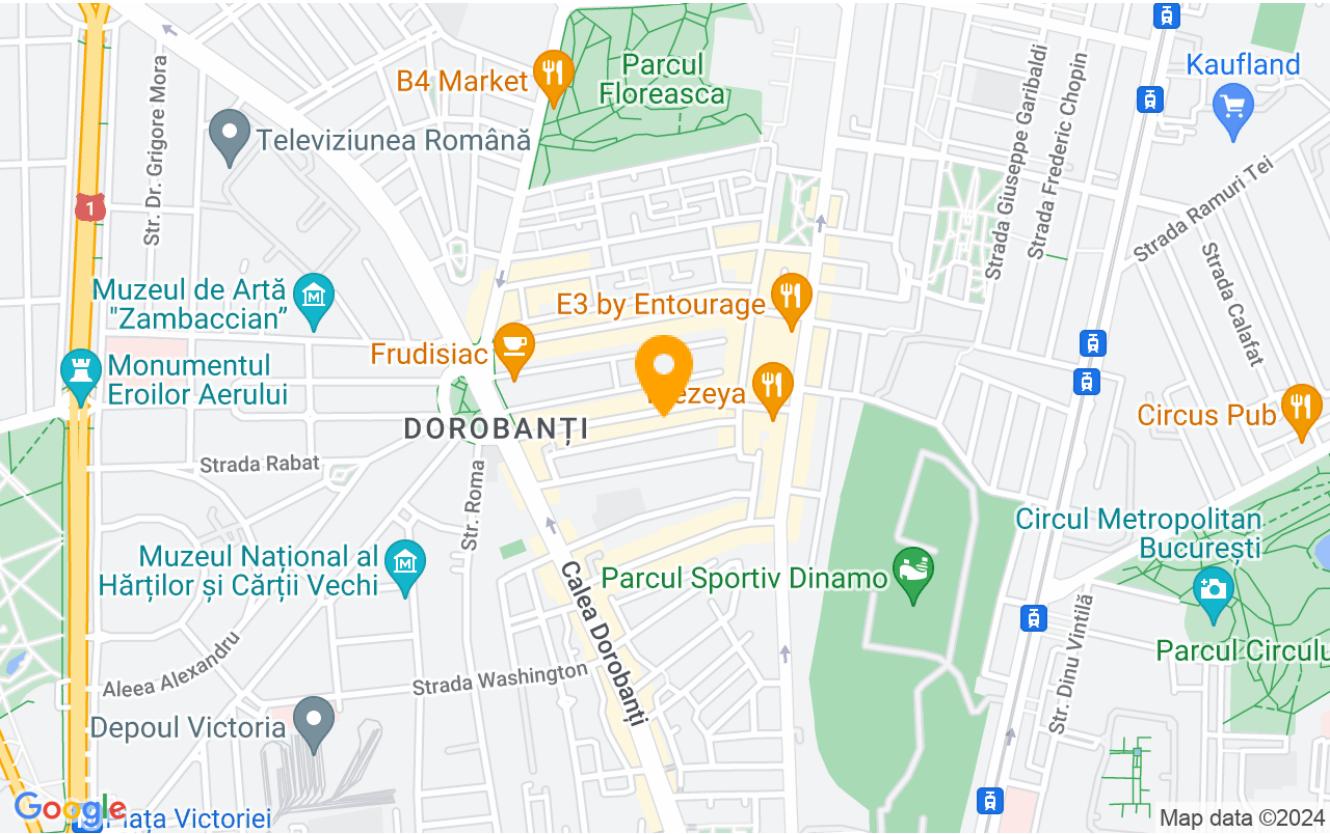 B4 Market
Parcul
Floreasca
Kaufland
Televiziunea Română
Str. Dr. Grigore Mora
Strada Giuseppe Garibaldi
Strada Frederic Chopin
Strada Ramuri Tei
Strada Calafat
1
Muzeul de Artă
"Zambaccian”
E3 by Entourage
Frudisiac
Monumentul
Eroilor Aerului
DOROBANȚI
Circus Pub
Strada Rabat
Str. Roma
Circul Metropolitan
București
Muzeul Național al
Hărților și Cărții Vechi
Parcul Sportiv Dinamo
Calea Dorobanți
Str. Dinu Vintilă
Parcul Circulu
Aleea Alexandru
Strada Washington
Depoul Victoria
Google
Piața Victoriei
Map data ©2024